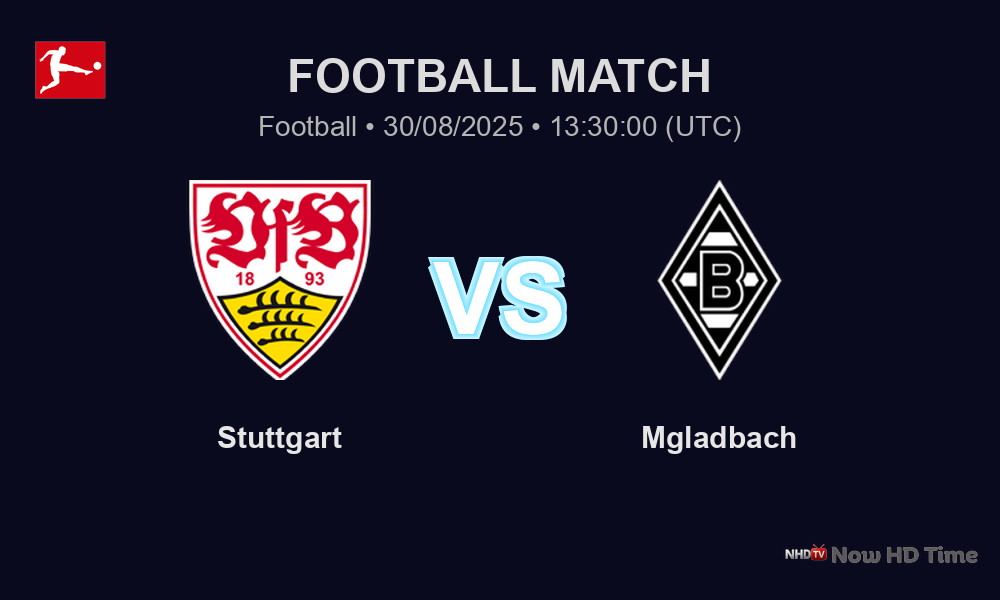 FOOTBALL MATCH
Football • 30/08/2025 • 13:30:00 (UTC)
VfB
18 93
VS
B
Stuttgart
Mgladbach
NHDTV Now HD Time